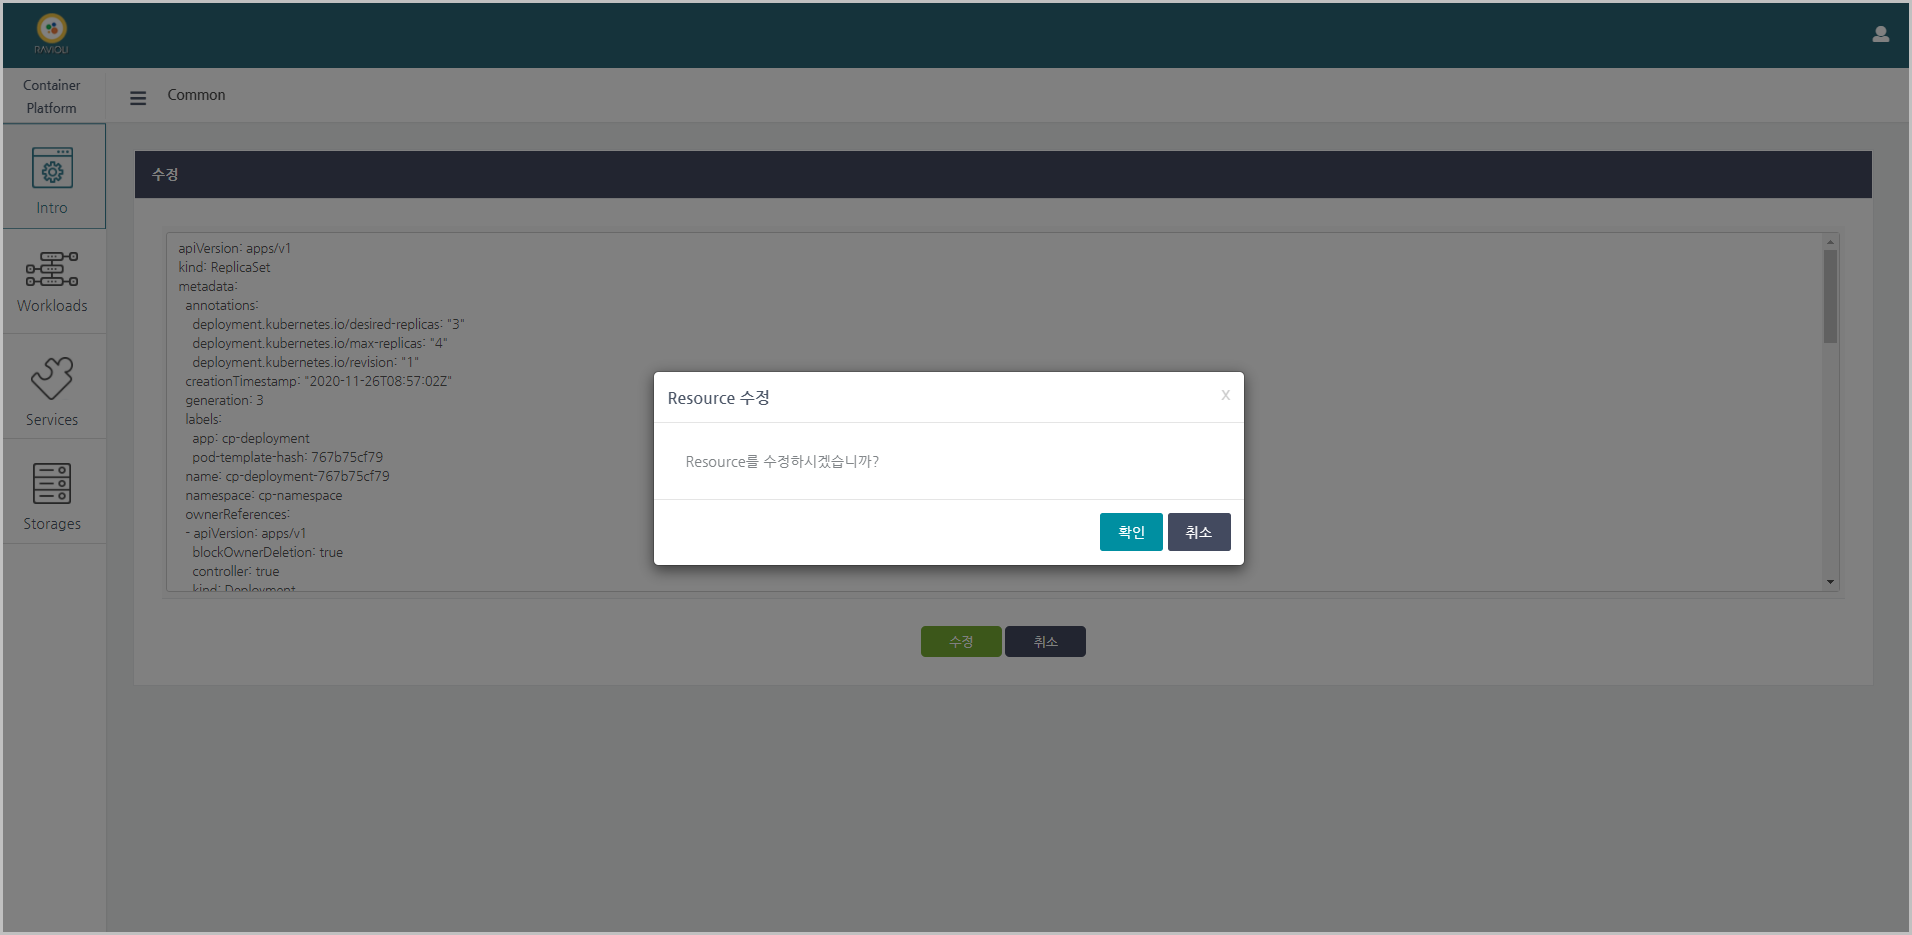 RAVIOLI
Container
Platform
Common
Intro
Workloads
Services
Storages
수정
apiVersion: apps/v1
kind: ReplicaSet
metadata:
annotations:
deployment.kubernetes.io/desired-replicas: "3"
deployment.kubernetes.io/max-replicas: "4"
deployment.kubernetes.io/revision: "1"
creationTimestamp: "2020-11-26T08:57:02Z"
generation: 3
labels:
app: cp-deployment
pod-template-hash: 767b75cf79
name: cp-deployment-767b75cf79
namespace: cp-namespace
ownerReferences:
- apiVersion: apps/v1
blockOwnerDeletion: true
controller: true
kind: Deployment
Resource 수정
X
Resource를 수정하시겠습니까?
확인 취소
수정 취소